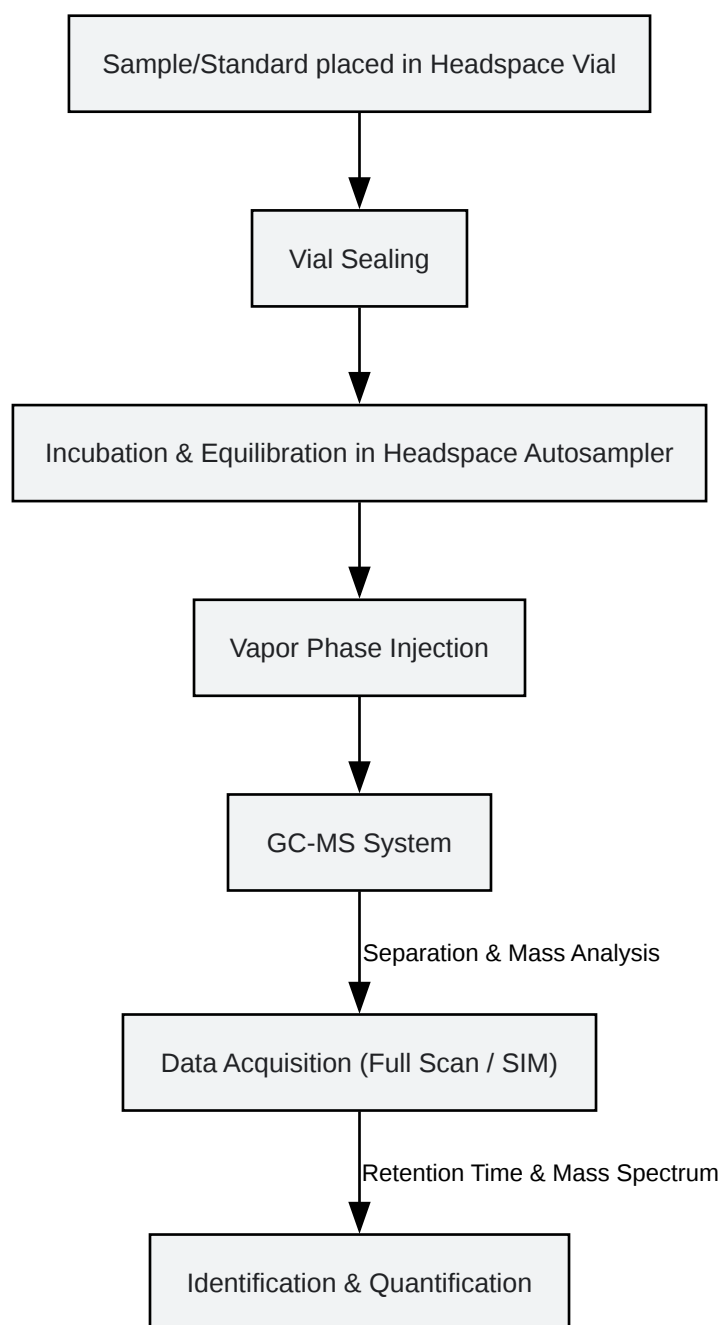 Sample/Standard placed in Headspace Vial
Vial Sealing
Incubation & Equilibration in Headspace Autosampler
Vapor Phase Injection
GC-MS System
Separation & Mass Analysis
Data Acquisition (Full Scan / SIM)
Retention Time & Mass Spectrum
Identification & Quantification